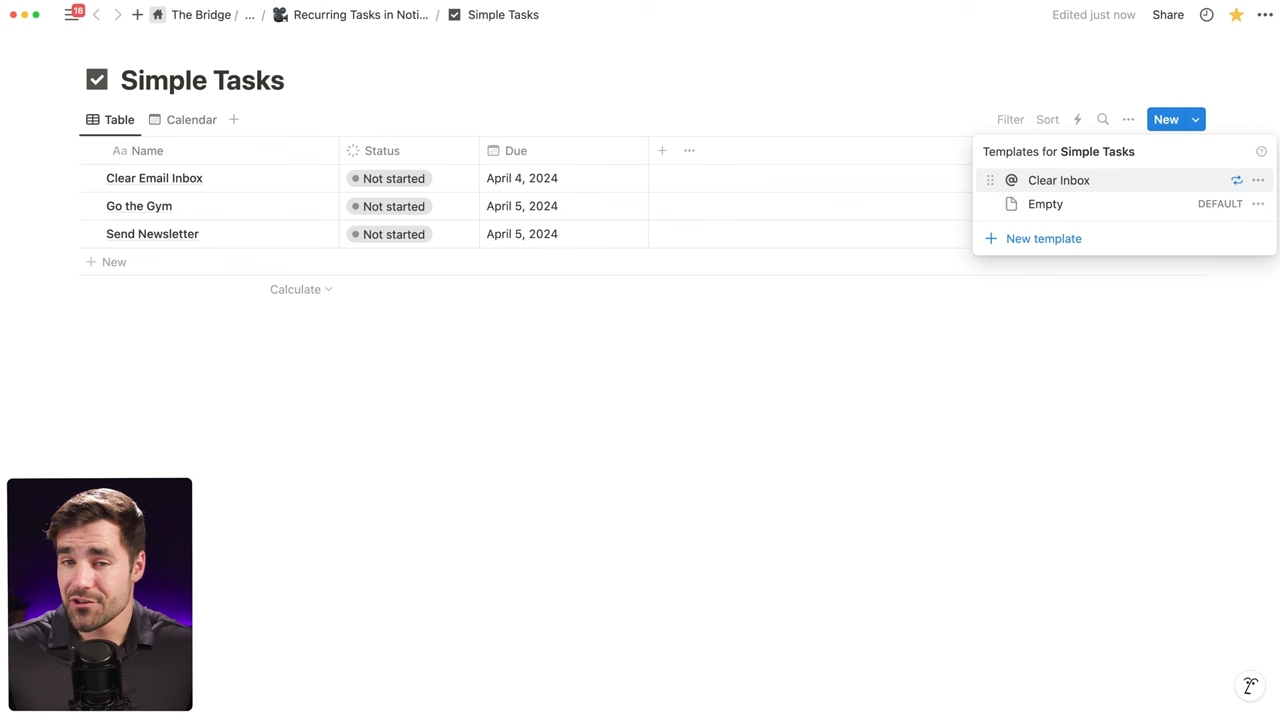 18
The Bridge / ... / Recurring Tasks in Noti... / Simple Tasks
Edited just now Share
Simple Tasks
Table Calendar
Filter Sort New
Aa Name Status Due
Clear Email Inbox Not started April 4, 2024
Go the Gym Not started April 5, 2024
Send Newsletter Not started April 5, 2024
+ New
Calculate
Templates for Simple Tasks
@ Clear Inbox
Empty DEFAULT
+ New template